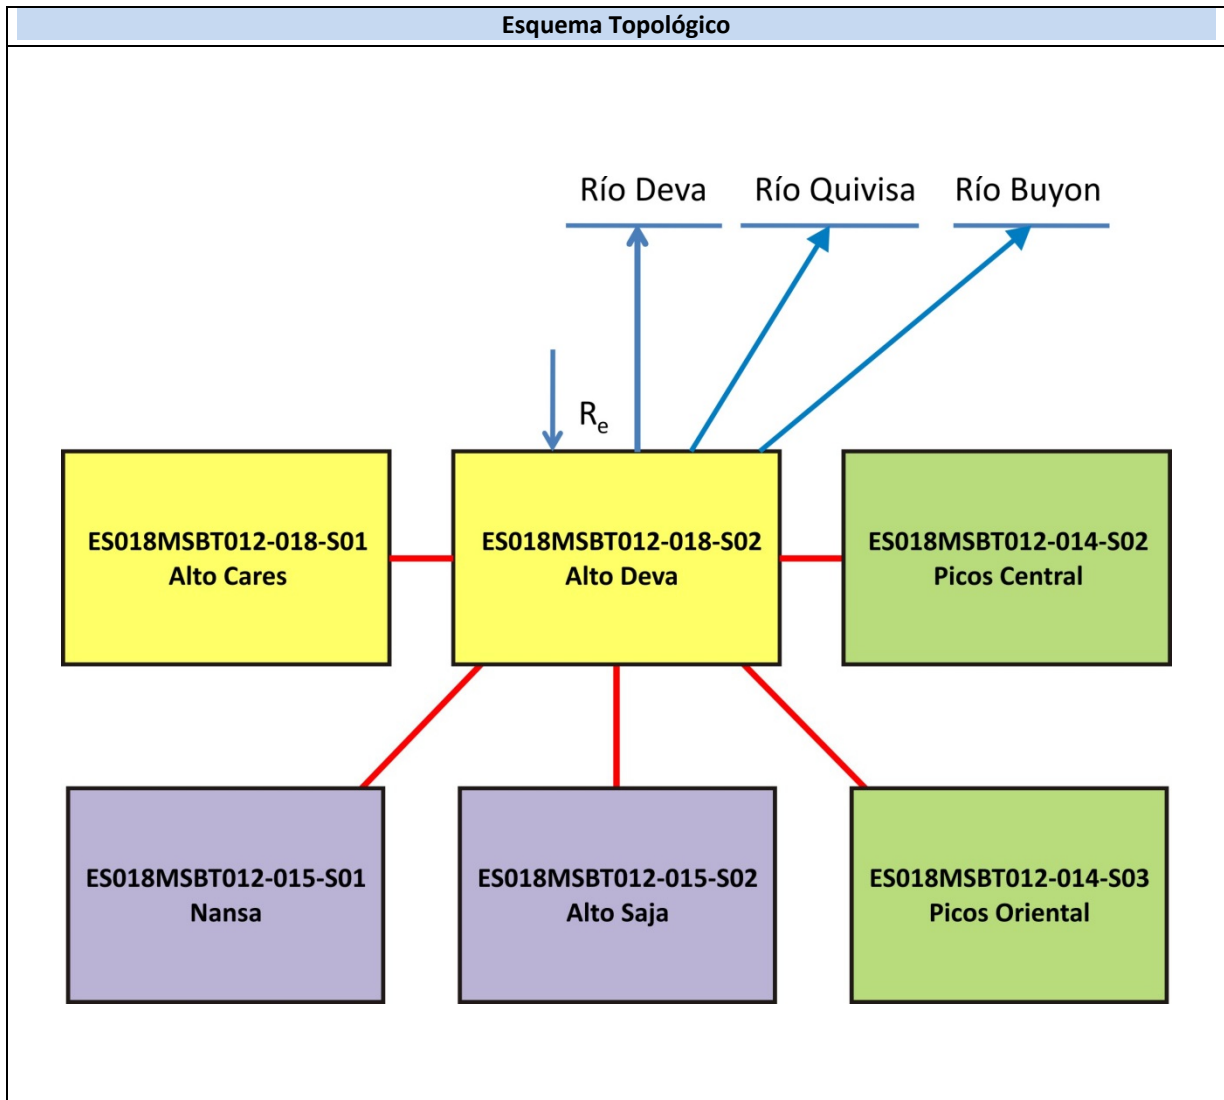 Esquema Topológico
Río Deva
Río Quivisa
Río Buyon
Re
ES018MSBT012-018-S01
Alto Cares
ES018MSBT012-018-S02
Alto Deva
ES018MSBT012-014-S02
Picos Central
ES018MSBT012-015-S01
Nansa
ES018MSBT012-015-S02
Alto Saja
ES018MSBT012-014-S03
Picos Oriental